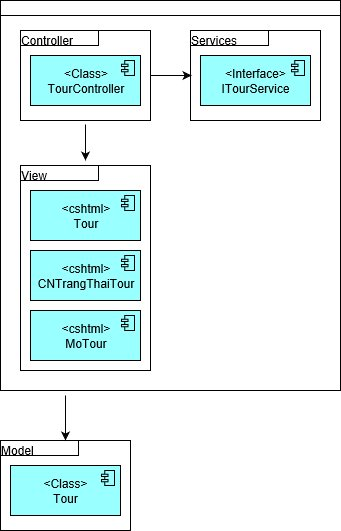 Controller
<Class>
TourController
Services
<Interface>
ITourService
View
<cshtml>
Tour
<cshtml>
CNTrangThaiTour
<cshtml>
MoTour
Model
<Class>
Tour